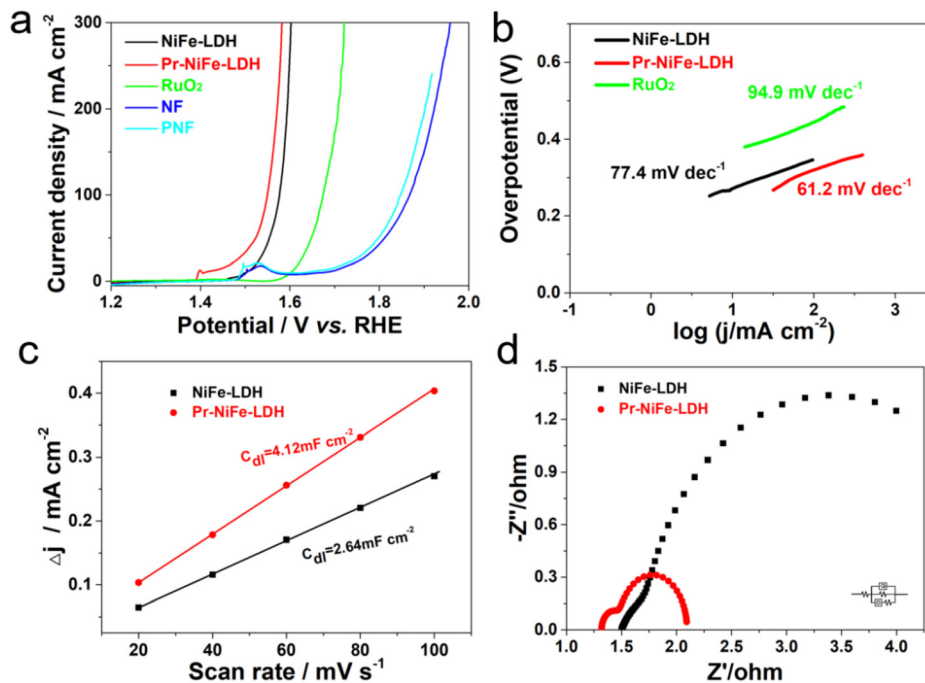 a
NiFe-LDH
Pr-NiFe-LDH
RuO₂
NF
PNF
300
200
100
0
1.2
1.4
1.6
1.8
2.0
Current density / mA cm⁻²
Potential / V vs. RHE
b
NiFe-LDH
Pr-NiFe-LDH
RuO₂
94.9 mV dec⁻¹
77.4 mV dec⁻¹
61.2 mV dec⁻¹
0.6
0.4
0.2
0.0
-1
0
1
2
3
Overpotential (V)
log (j/mA cm⁻²)
c
NiFe-LDH
Pr-NiFe-LDH
C_dl=4.12mF cm⁻²
C_dl=2.64mF cm⁻²
0.4
0.3
0.2
0.1
20
40
60
80
100
Δj / mA cm⁻²
Scan rate / mV s⁻¹
d
NiFe-LDH
Pr-NiFe-LDH
1.5
1.2
0.9
0.6
0.3
0.0
1.0
1.5
2.0
2.5
3.0
3.5
4.0
-Z''/ohm
Z'/ohm